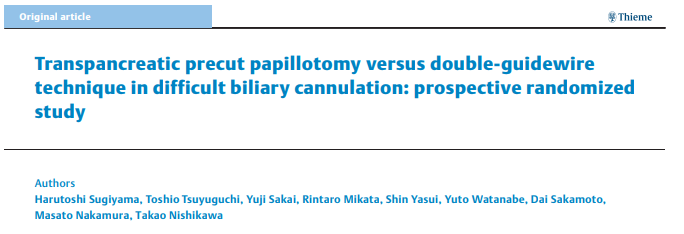 Original article
Thieme
Transpancreatic precut papillotomy versus double-guidewire
technique in difficult biliary cannulation: prospective randomized
study
Authors
Harutoshi Sugiyama, Toshio Tsuyuguchi, Yuji Sakai, Rintaro Mikata, Shin Yasui, Yuto Watanabe, Dai Sakamoto,
Masato Nakamura, Takao Nishikawa